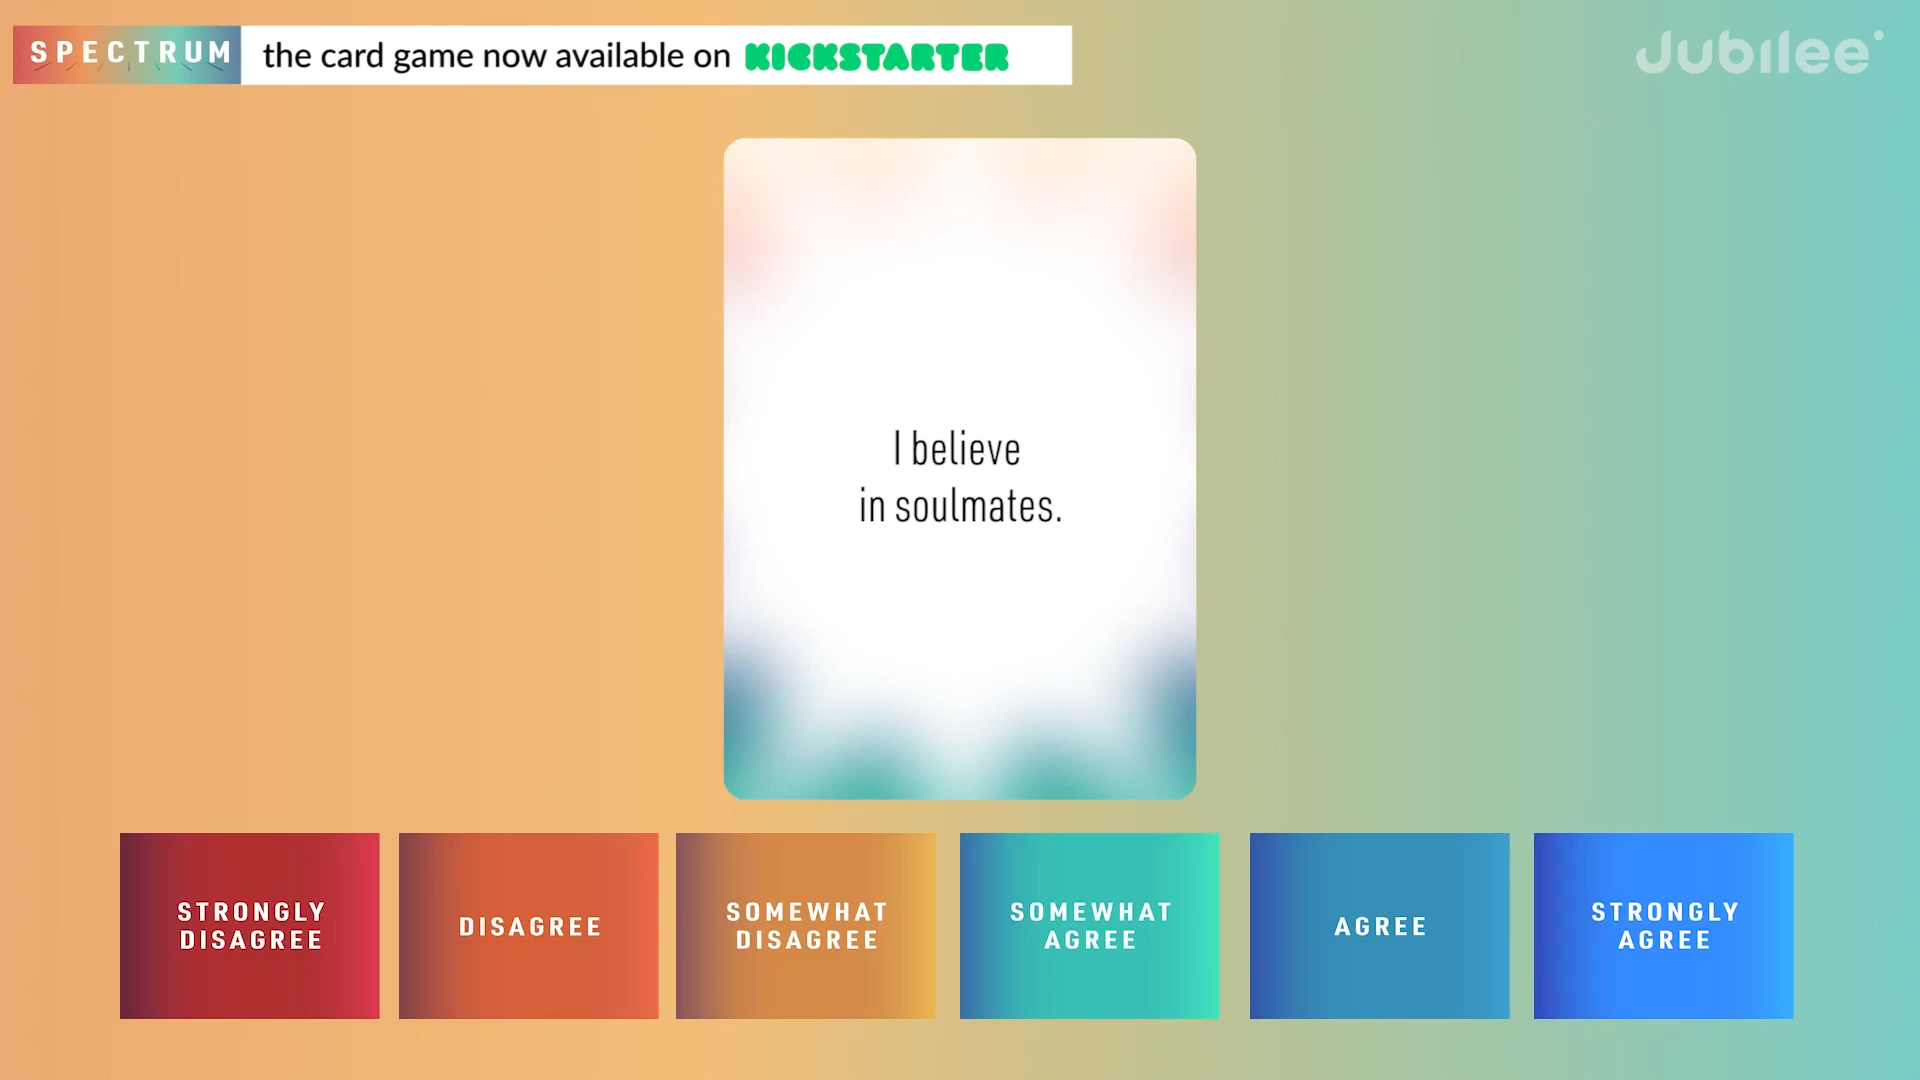 SPECTRUM the card game now available on KICKSTARTER
Jubilee
I believe
in soulmates.
STRONGLY
DISAGREE
DISAGREE
SOMEWHAT
DISAGREE
SOMEWHAT
AGREE
AGREE
STRONGLY
AGREE